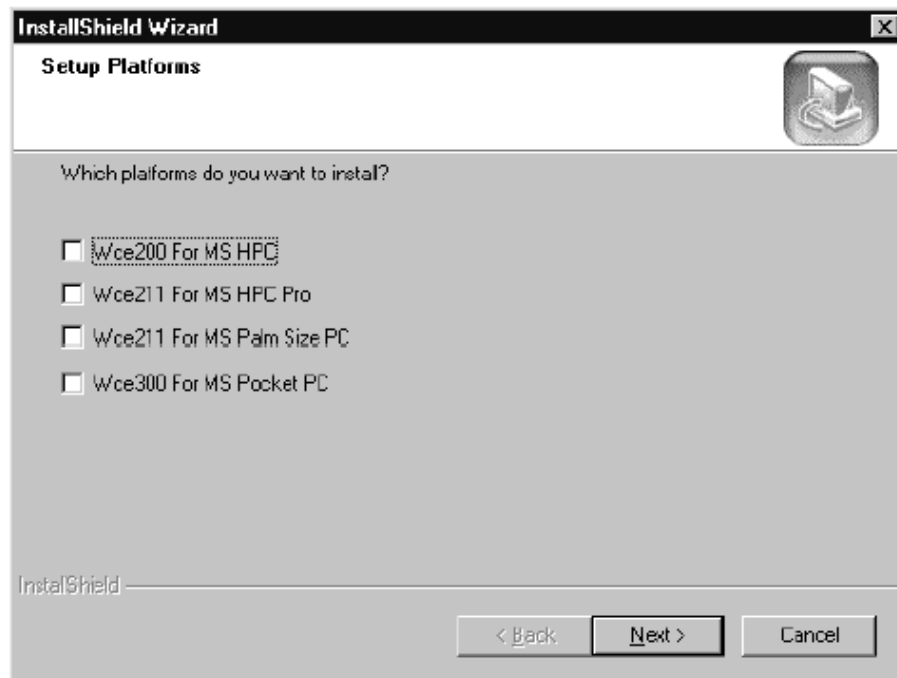 InstallShield Wizard
Setup Platforms
Which platforms do you want to install?
Wce200 For MS HPC
Wce211 For MS HPC Pro
Wce211 For MS Palm Size PC
Wce300 For MS Pocket PC
InstallShield
< Back
Next >
Cancel